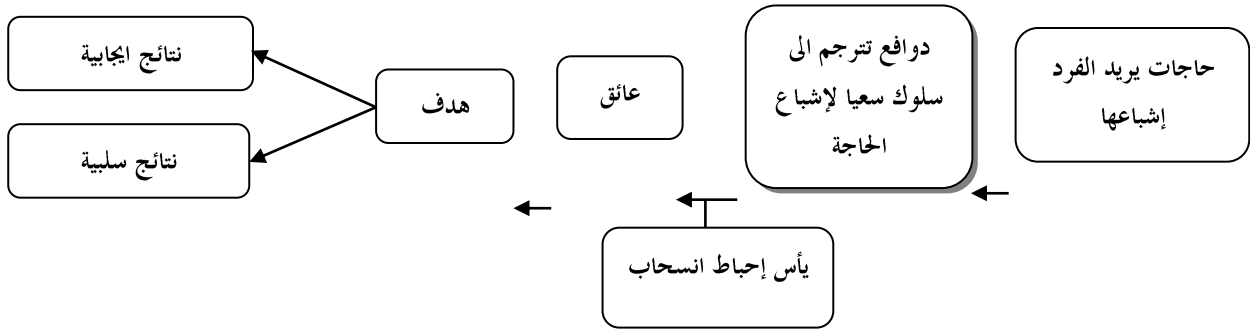 حاجات يريد الفرد
إشباعها
دوافع تترجم الى
سلوك سعيا لإشباع
الحاجة
عائق
هدف
نتائج ايجابية
نتائج سلبية
يأس إحباط انسحاب